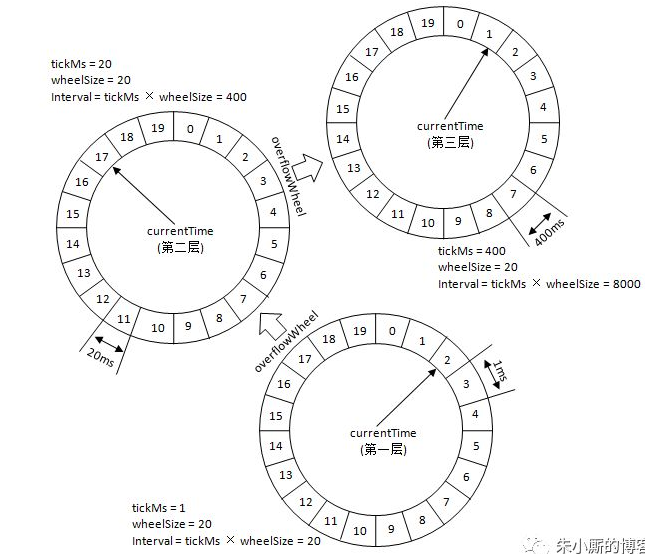 tickMs = 20
wheelSize = 20
Interval = tickMs × wheelSize = 400
0 1 2 3 4 5 6 7 8 9 10 11 12 13 14 15 16 17 18 19
currentTime
(第二层)
20ms
overflowWheel
0 1 2 3 4 5 6 7 8 9 10 11 12 13 14 15 16 17 18 19
currentTime
(第三层)
400ms
tickMs = 400
wheelSize = 20
Interval = tickMs × wheelSize = 8000
overflowWheel
0 1 2 3 4 5 6 7 8 9 10 11 12 13 14 15 16 17 18 19
currentTime
(第一层)
1ms
tickMs = 1
wheelSize = 20
Interval = tickMs × wheelSize = 20
朱小厮的博客